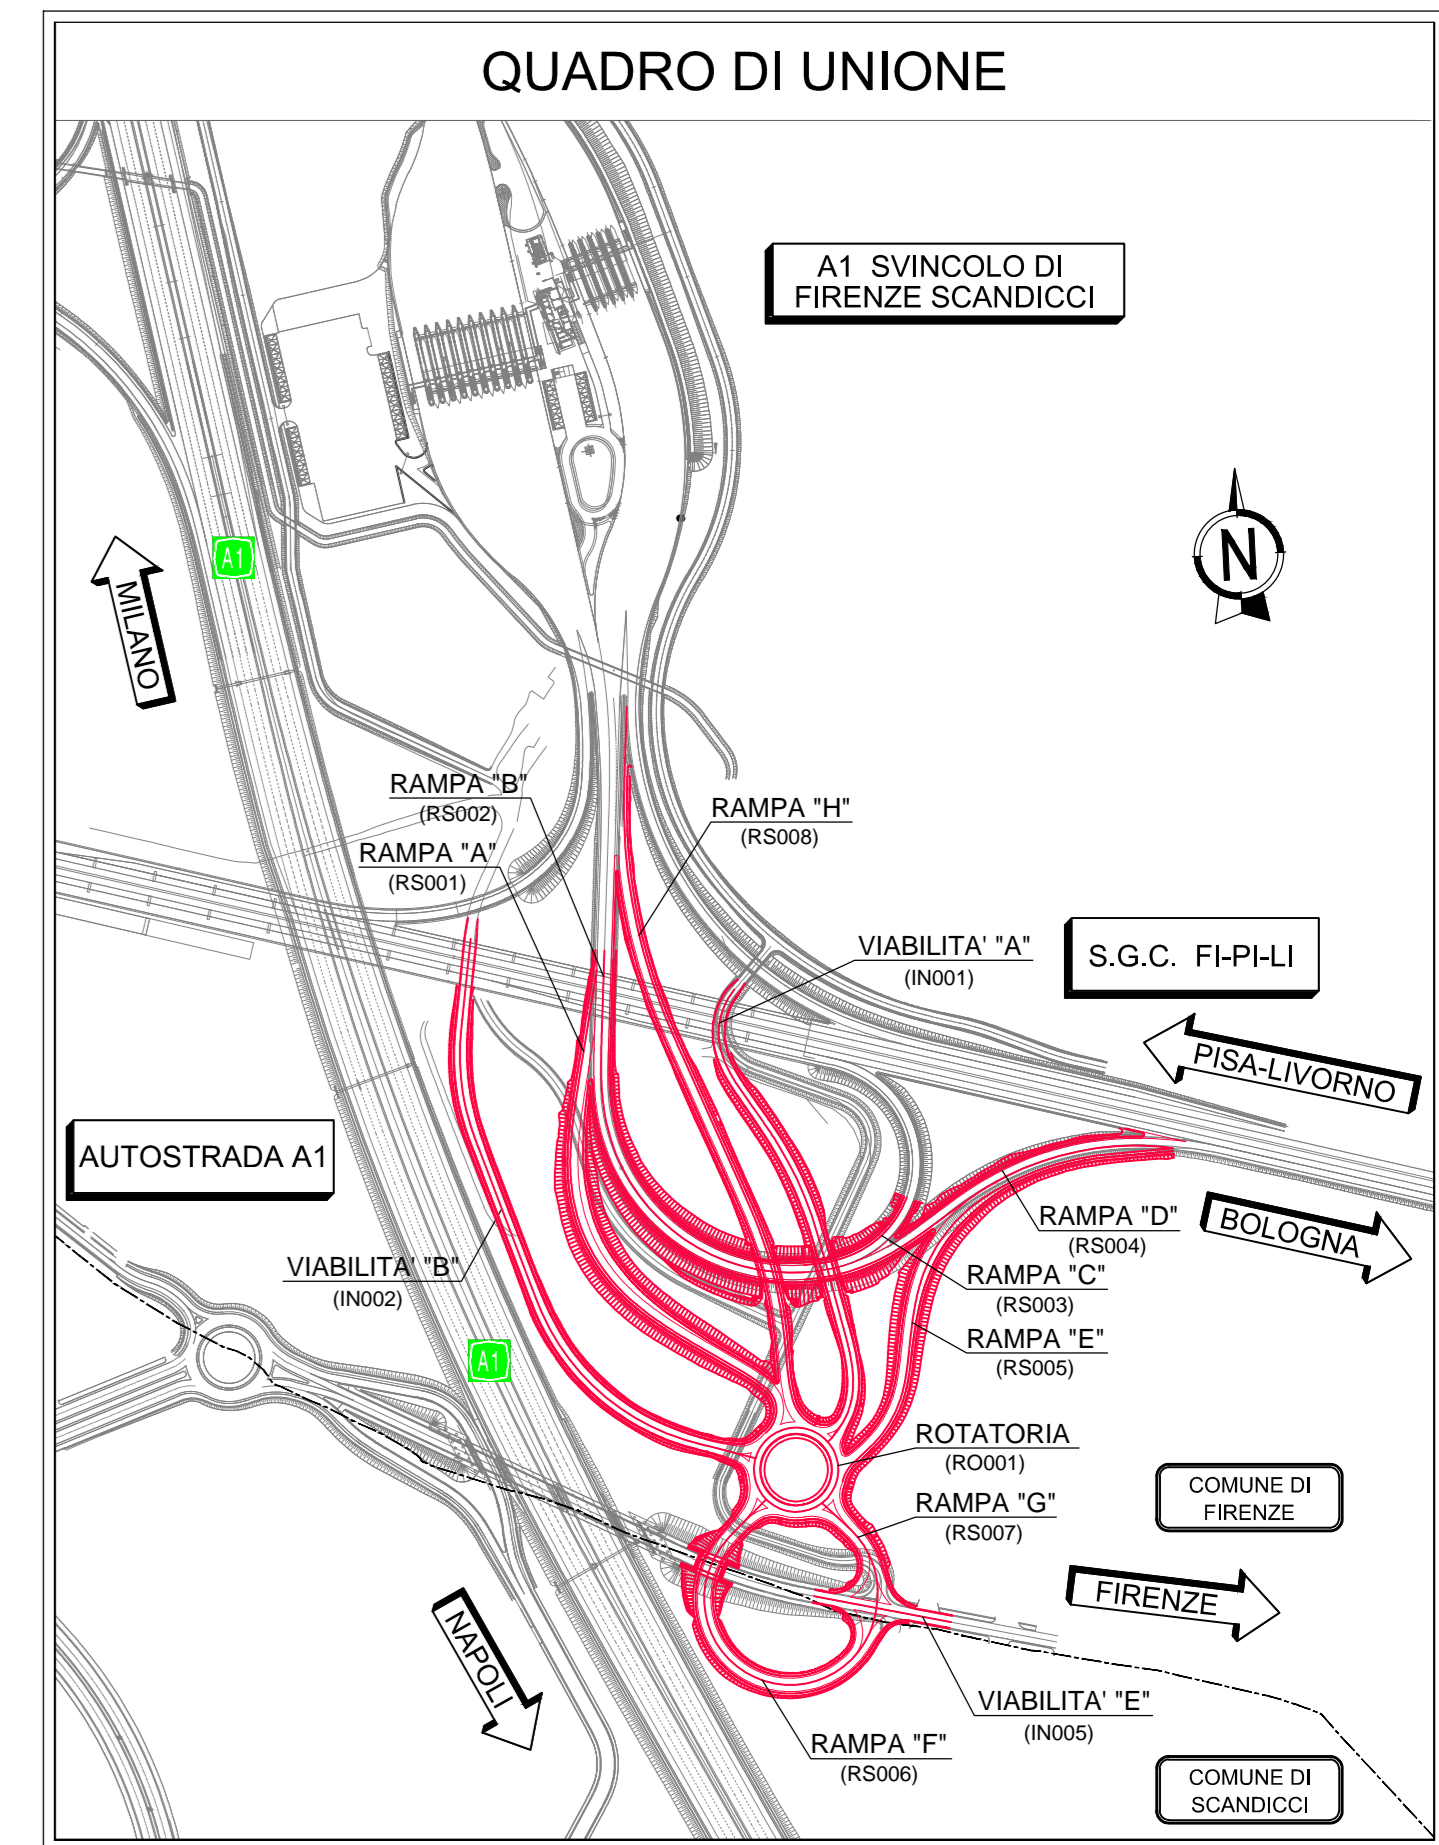 QUADRO DI UNIONE
A1 SVINCOLO DI
FIRENZE SCANDICCI
N
A1
MILANO
RAMPA "B"
(RS002)
RAMPA "H"
(RS008)
RAMPA "A"
(RS001)
VIABILITA' "A"
(IN001)
S.G.C. FI-PI-LI
PISA-LIVORNO
AUTOSTRADA A1
RAMPA "D"
(RS004)
BOLOGNA
VIABILITA' "B"
(IN002)
RAMPA "C"
(RS003)
RAMPA "E"
(RS005)
A1
ROTATORIA
(RO001)
COMUNE DI
FIRENZE
RAMPA "G"
(RS007)
FIRENZE
NAPOLI
VIABILITA' "E"
(IN005)
RAMPA "F"
(RS006)
COMUNE DI
SCANDICCI